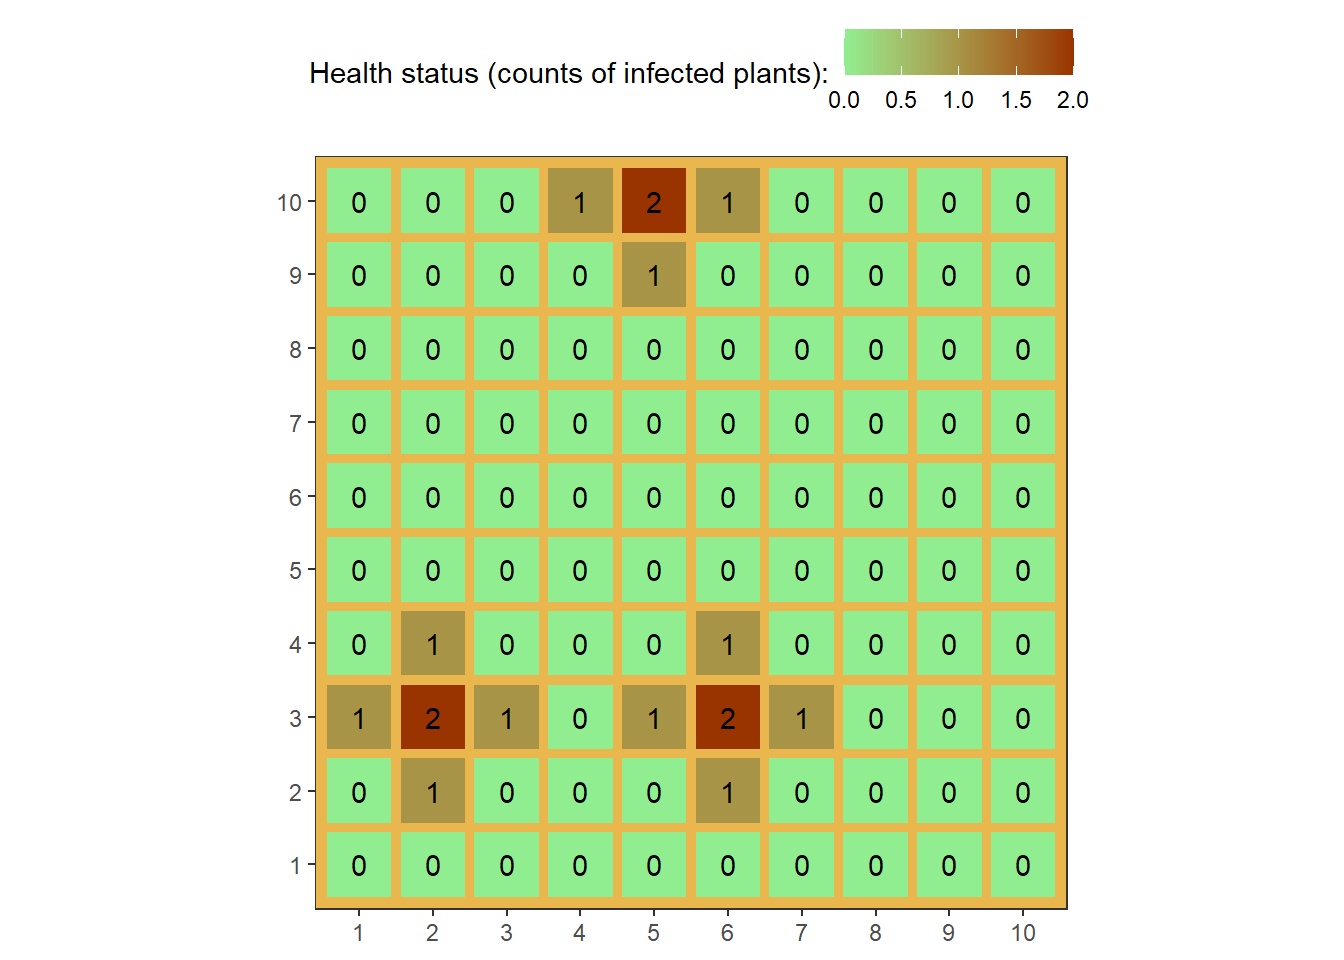 Health status (counts of infected plants):
0.0 0.5 1.0 1.5 2.0
10 0 0 0 1 2 1 0 0 0 0
9 0 0 0 0 1 0 0 0 0 0
8 0 0 0 0 0 0 0 0 0 0
7 0 0 0 0 0 0 0 0 0 0
6 0 0 0 0 0 0 0 0 0 0
5 0 0 0 0 0 0 0 0 0 0
4 0 1 0 0 0 1 0 0 0 0
3 1 2 1 0 1 2 1 0 0 0
2 0 1 0 0 0 1 0 0 0 0
1 0 0 0 0 0 0 0 0 0 0
1 2 3 4 5 6 7 8 9 10